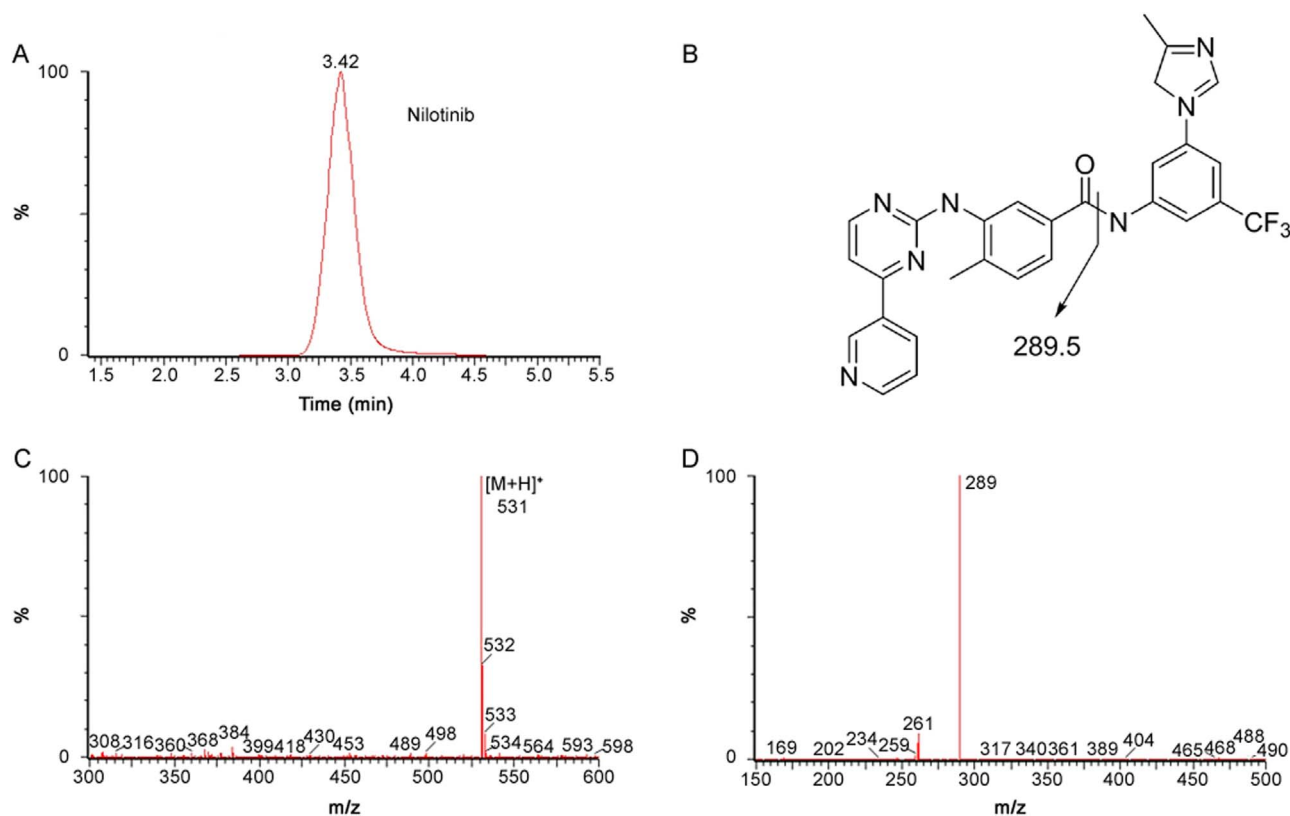 A
3.42
Nilotinib
100
%
0
1.5 2.0 2.5 3.0 3.5 4.0 4.5 5.0 5.5
Time (min)
B
N
N
O
N
N
N
N
CF3
N
289.5
C
100
[M+H]+
531
%
532
533
534
308 316 360 368 384 399 418 430 453 489 498 564 593 598
0
300 350 400 450 500 550 600
m/z
D
100
289
%
261
169 202 234 259 317 340 361 389 404 465 468 488 490
0
150 200 250 300 350 400 450 500
m/z